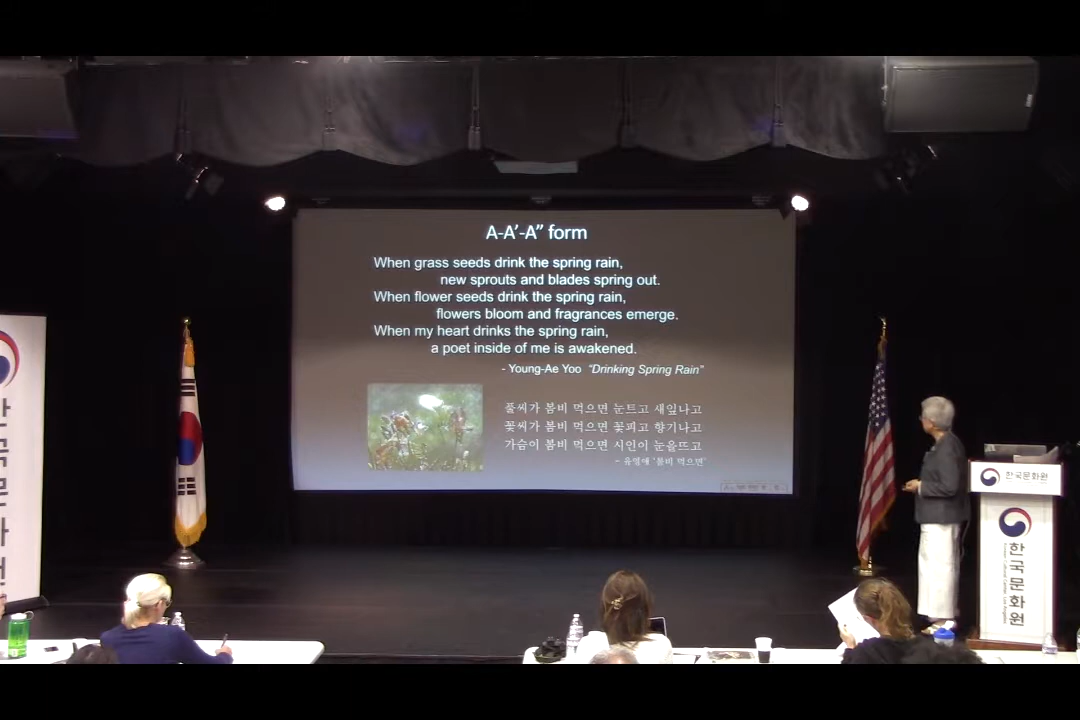 A-A’-A” form
When grass seeds drink the spring rain,
new sprouts and blades spring out.
When flower seeds drink the spring rain,
flowers bloom and fragrances emerge.
When my heart drinks the spring rain,
a poet inside of me is awakened.
- Young-Ae Yoo “Drinking Spring Rain”
풀씨가 봄비 먹으면 눈트고 새잎나고
꽃씨가 봄비 먹으면 꽃피고 향기나고
가슴이 봄비 먹으면 시인이 눈을뜨고
- 유영애 '봄비 먹으면'
한국문화원
한국문화원
한국문화원